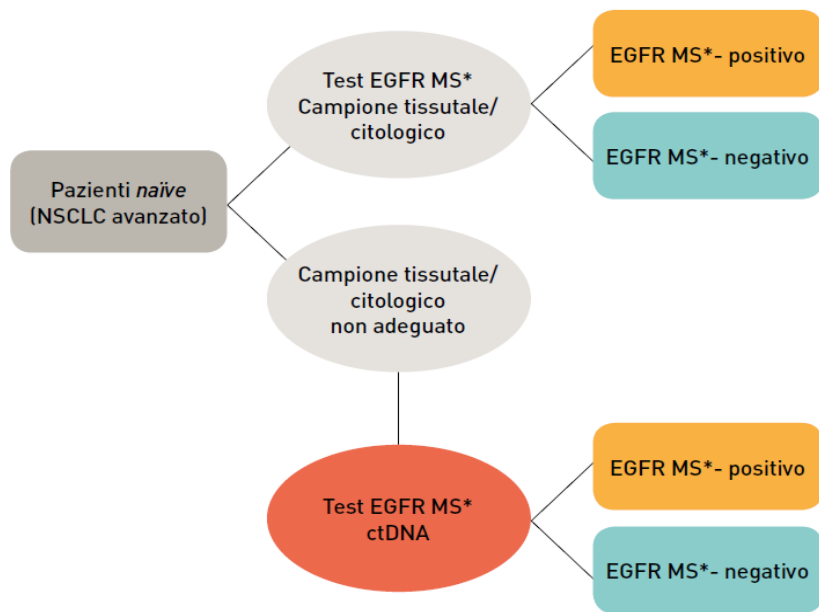 Pazienti naïve
(NSCLC avanzato)
Test EGFR MS*
Campione tissutale/
citologico
EGFR MS*- positivo
EGFR MS*- negativo
Campione tissutale/
citologico
non adeguato
Test EGFR MS*
ctDNA
EGFR MS*- positivo
EGFR MS*- negativo